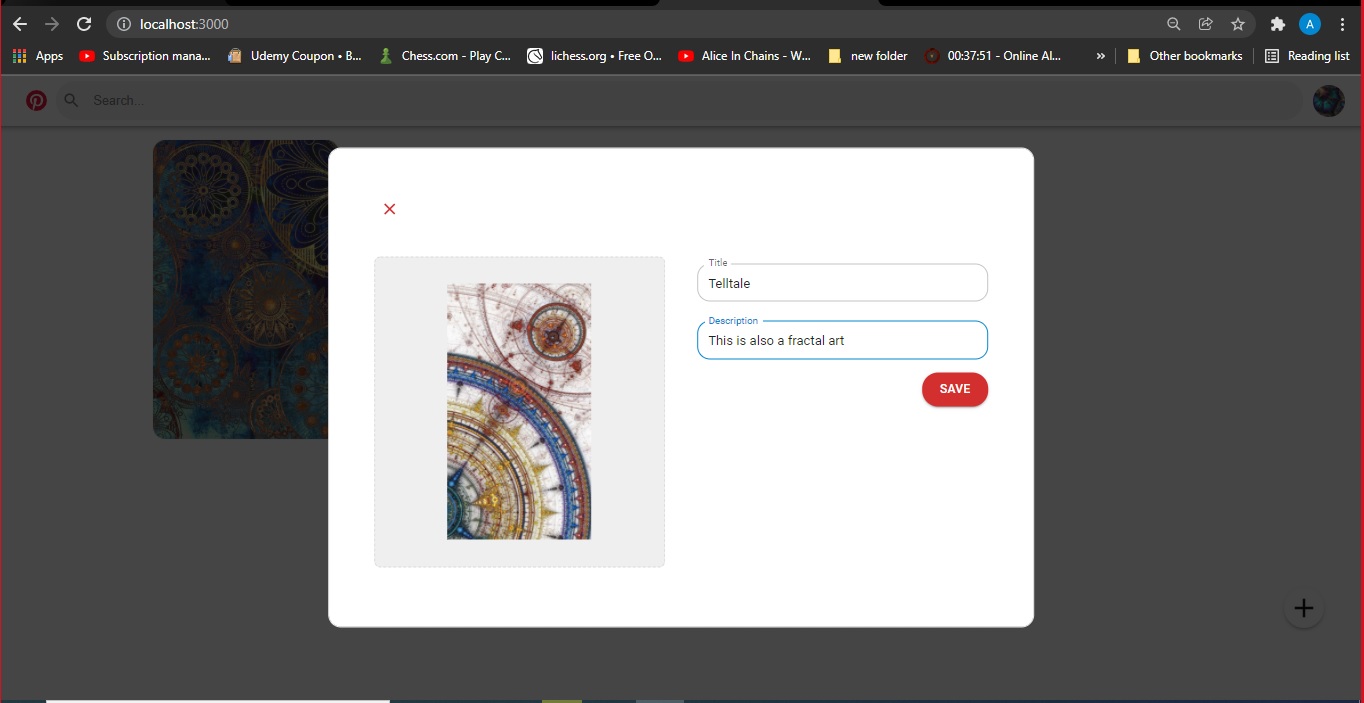 localhost:3000
A
Apps
Subscription mana...
Udemy Coupon • B...
Chess.com - Play C...
lichess.org • Free O...
Alice In Chains - W...
new folder
00:37:51 - Online Al...
»
Other bookmarks
Reading list
Search...
Title
Telltale
Description
This is also a fractal art
SAVE